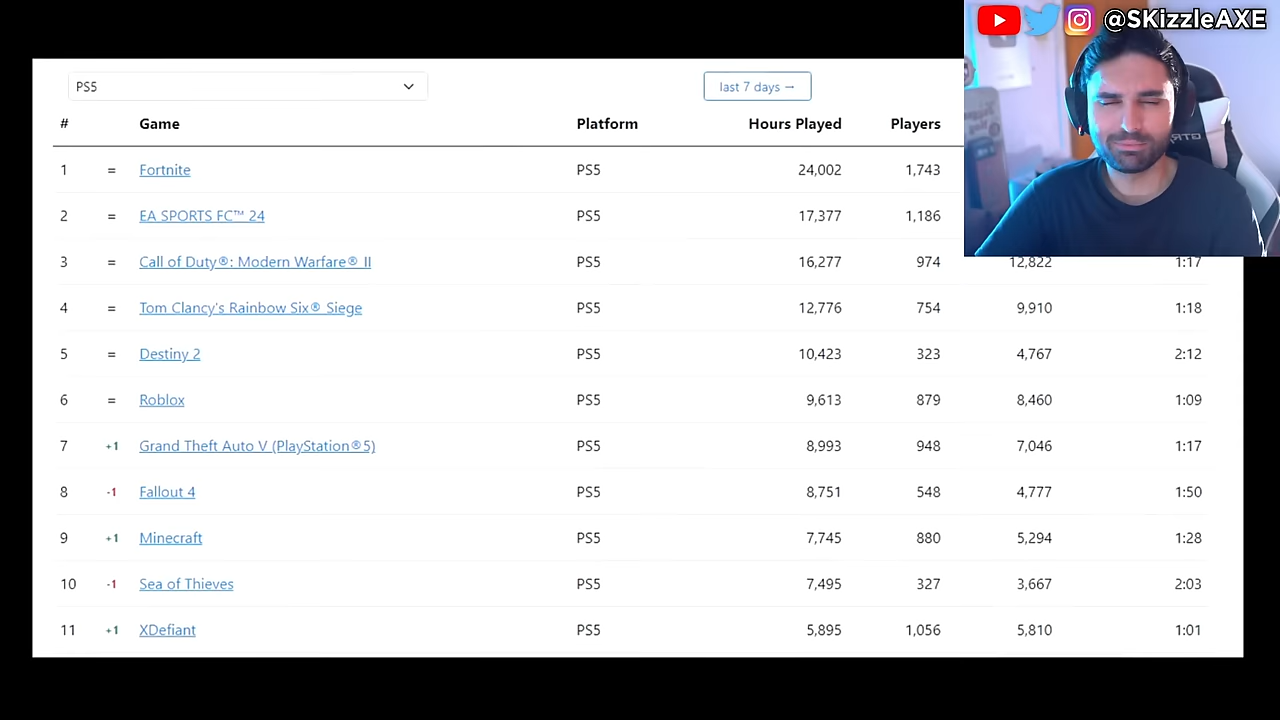 @SKizzleAXE
PS5 last 7 days →
# Game Platform Hours Played Players
1 = Fortnite PS5 24,002 1,743
2 = EA SPORTS FC™ 24 PS5 17,377 1,186
3 = Call of Duty®: Modern Warfare® II PS5 16,277 974 12,822 1:17
4 = Tom Clancy's Rainbow Six® Siege PS5 12,776 754 9,910 1:18
5 = Destiny 2 PS5 10,423 323 4,767 2:12
6 = Roblox PS5 9,613 879 8,460 1:09
7 +1 Grand Theft Auto V (PlayStation®5) PS5 8,993 948 7,046 1:17
8 -1 Fallout 4 PS5 8,751 548 4,777 1:50
9 +1 Minecraft PS5 7,745 880 5,294 1:28
10 -1 Sea of Thieves PS5 7,495 327 3,667 2:03
11 +1 XDefiant PS5 5,895 1,056 5,810 1:01